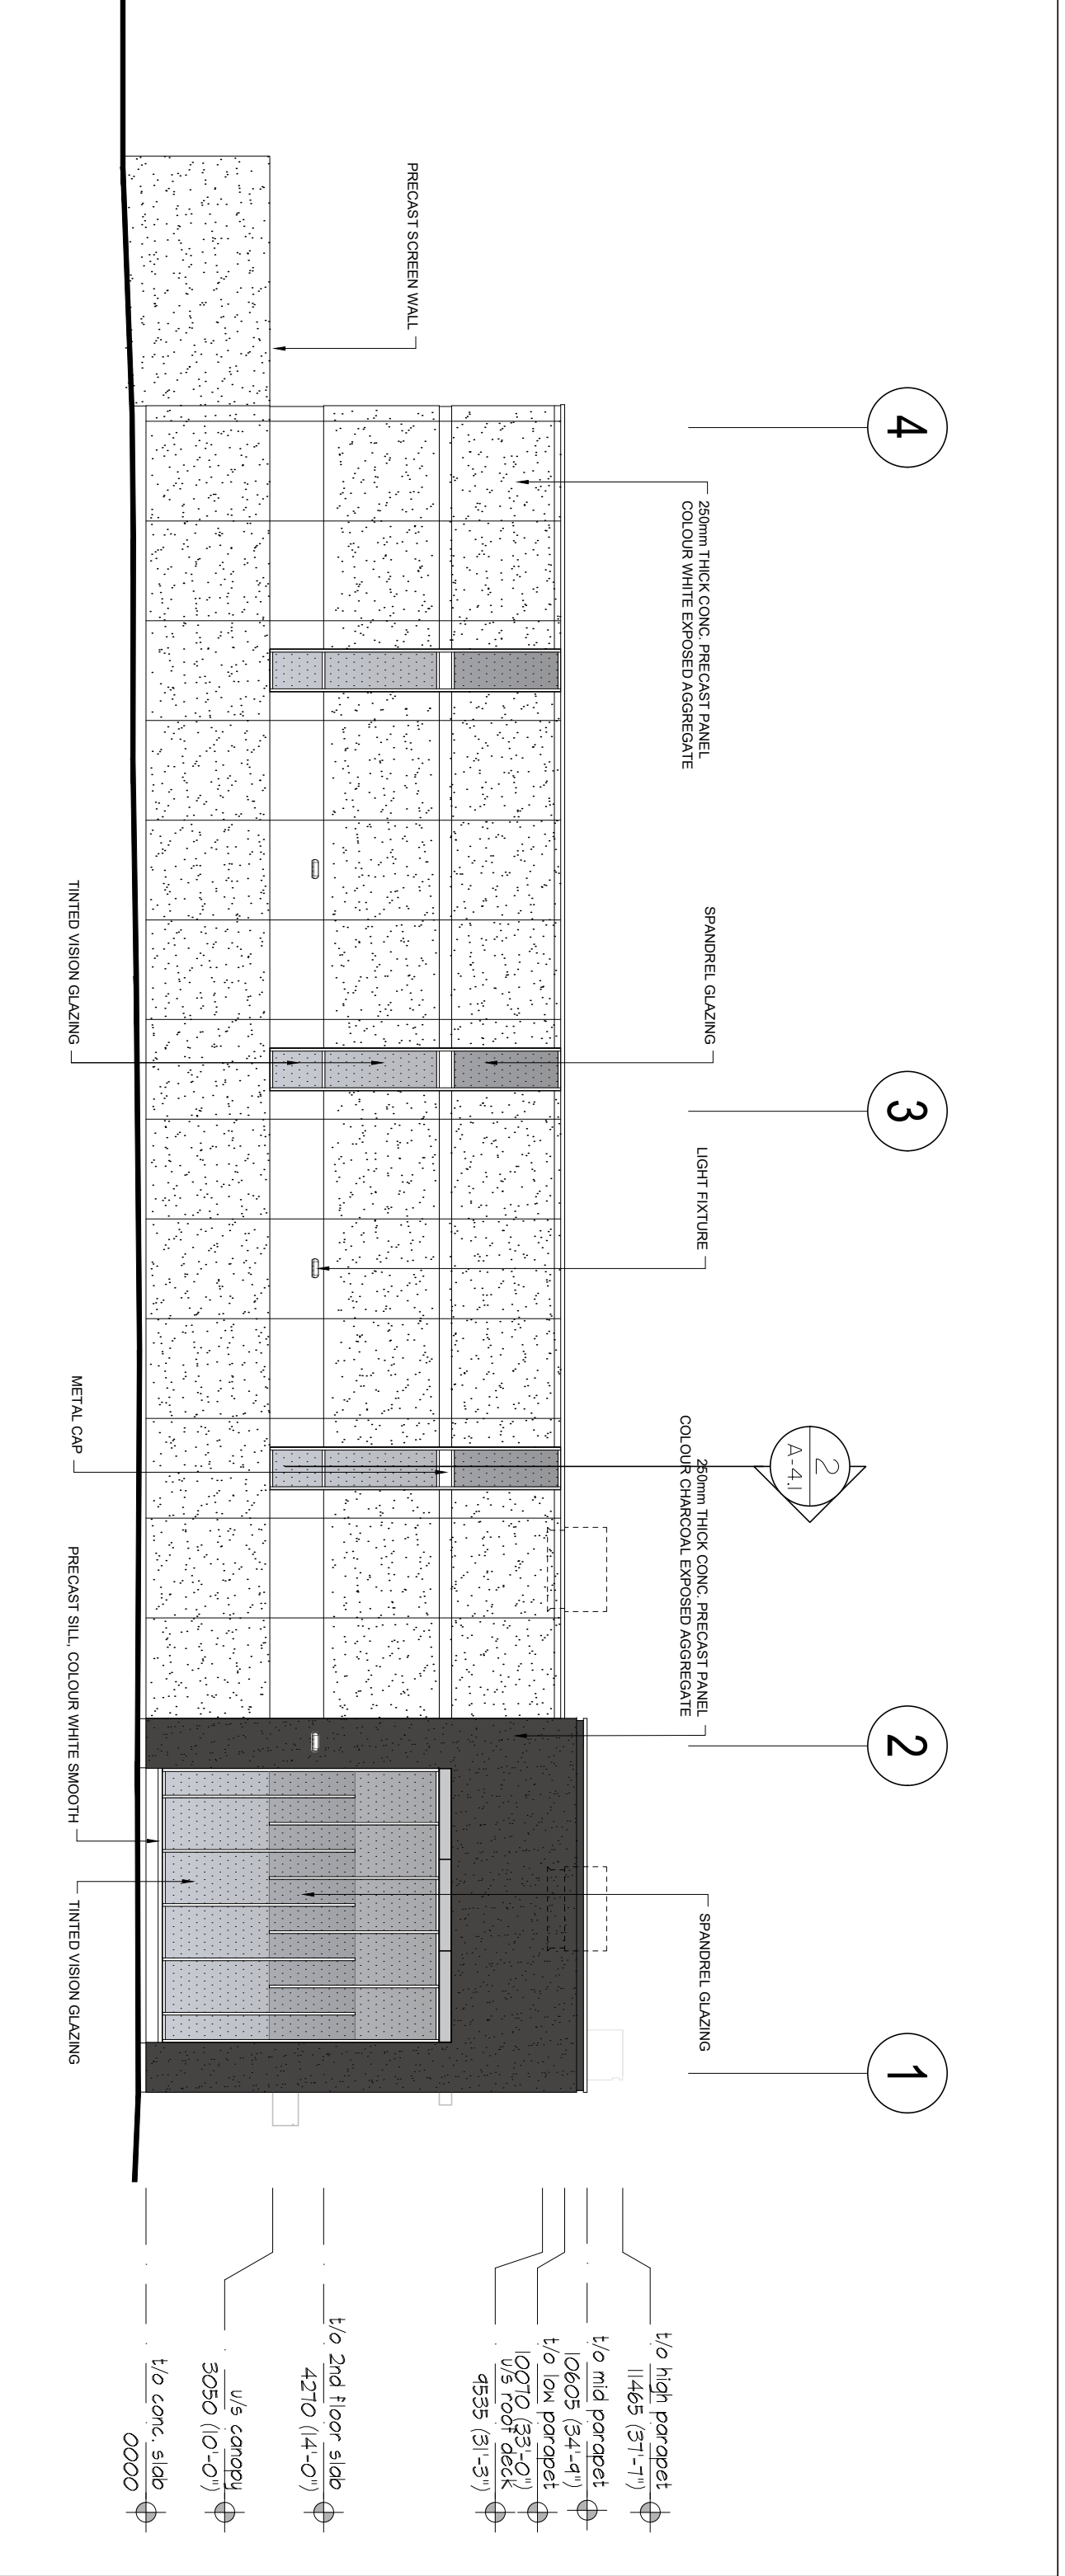 4
3
2
1
2
A-4.1
250mm THICK CONC. PRECAST PANEL
COLOUR WHITE EXPOSED AGGREGATE
SPANDREL GLAZING
LIGHT FIXTURE
250mm THICK CONC. PRECAST PANEL
COLOUR CHARCOAL EXPOSED AGGREGATE
SPANDREL GLAZING
PRECAST SCREEN WALL
t/o high parapet
11465 (37'-7")
t/o mid parapet
10605 (34'-9")
t/o low parapet
10070 (33'-0")
u/s roof deck
9535 (31'-3")
t/o 2nd floor slab
4270 (14'-0")
u/s canopy
3050 (10'-0")
t/o conc. slab
0000
TINTED VISION GLAZING
METAL CAP
PRECAST SILL, COLOUR WHITE SMOOTH
TINTED VISION GLAZING